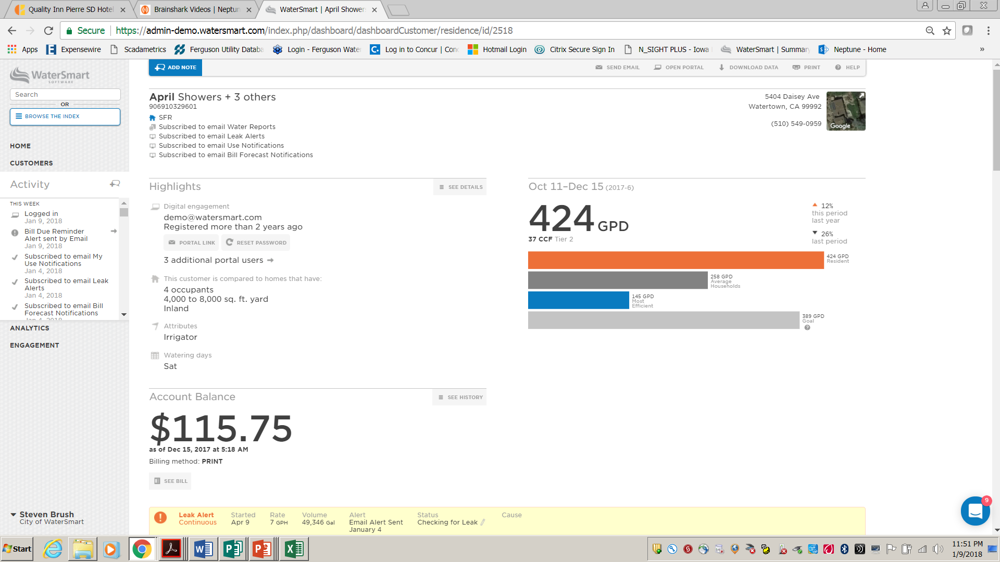 Quality Inn Pierre SD Hotel
Brainshark Videos | Neptun
WaterSmart | April Shower
Secure
https://admin-demo.watersmart.com/index.php/dashboard/dashboardCustomer/residence/id/2518
Apps
Expensewire
Scadametrics
Ferguson Utility Databa
Login - Ferguson Wate
Log in to Concur | Con
Hotmail Login
Citrix Secure Sign In
N_SIGHT PLUS - Iowa
WaterSmart | Summary
Neptune - Home
»
WaterSmart
SOFTWARE
Search
OR
BROWSE THE INDEX
HOME
CUSTOMERS
Activity
THIS WEEK
Logged in
Jan 9, 2018
Bill Due Reminder
Alert sent by Email
Jan 9, 2018
Subscribed to email My
Use Notifications
Jan 4, 2018
Subscribed to email Leak
Alerts
Jan 4, 2018
Subscribed to email Bill
Forecast Notifications
Jan 4, 2018
ANALYTICS
ENGAGEMENT
Steven Brush
City of WaterSmart
ADD NOTE
SEND EMAIL
OPEN PORTAL
DOWNLOAD DATA
PRINT
HELP
April Showers + 3 others
906910329601
SFR
Subscribed to email Water Reports
Subscribed to email Leak Alerts
Subscribed to email Use Notifications
Subscribed to email Bill Forecast Notifications
5404 Daisey Ave
Watertown, CA 99992
(510) 549-0959
Google
Highlights
SEE DETAILS
Digital engagement
demo@watersmart.com
Registered more than 2 years ago
PORTAL LINK
RESET PASSWORD
3 additional portal users
This customer is compared to homes that have:
4 occupants
4,000 to 8,000 sq. ft. yard
Inland
Attributes
Irrigator
Watering days
Sat
Oct 11–Dec 15 (2017-6)
424 GPD
37 CCF Tier 2
12%
this period
last year
26%
last period
424 GPD
Resident
258 GPD
Average
Households
145 GPD
Most
Efficient
389 GPD
Goal
Account Balance
SEE HISTORY
$115.75
as of Dec 15, 2017 at 5:18 AM
Billing method: PRINT
SEE BILL
Leak Alert
Continuous
Started
Apr 9
Rate
7 GPH
Volume
49,346 Gal
Alert
Email Alert Sent
January 4
Status
Checking for Leak
Cause
9
Start
11:51 PM
1/9/2018